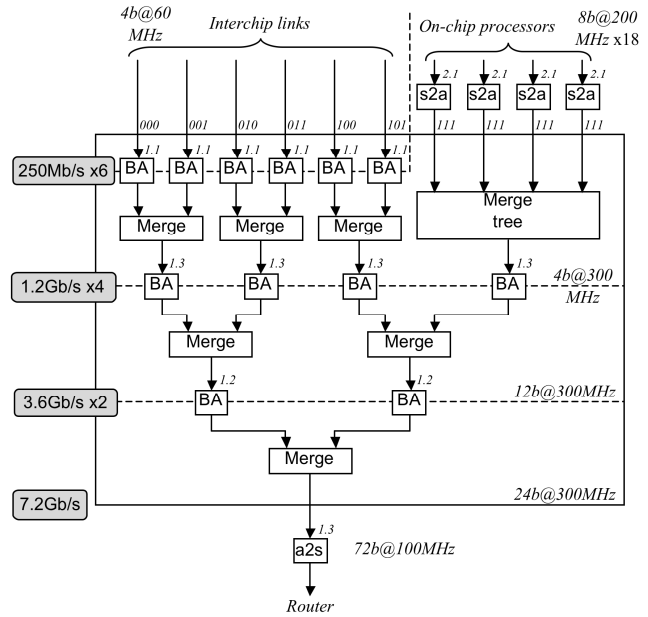 4b@60 MHz
Interchip links
On-chip processors
8b@200 MHz x18
2.1 2.1 2.1 2.1
s2a s2a s2a s2a
000 001 010 011 100 101 111 111 111 111
1.1 1.1 1.1 1.1 1.1 1.1
250Mb/s x6
BA BA BA BA BA BA
Merge Merge Merge
Merge tree
1.3 1.3 1.3 1.3
1.2Gb/s x4
BA BA BA BA
4b@300 MHz
Merge Merge
1.2 1.2
3.6Gb/s x2
BA BA
12b@300MHz
Merge
7.2Gb/s
24b@300MHz
1.3
a2s
72b@100MHz
Router